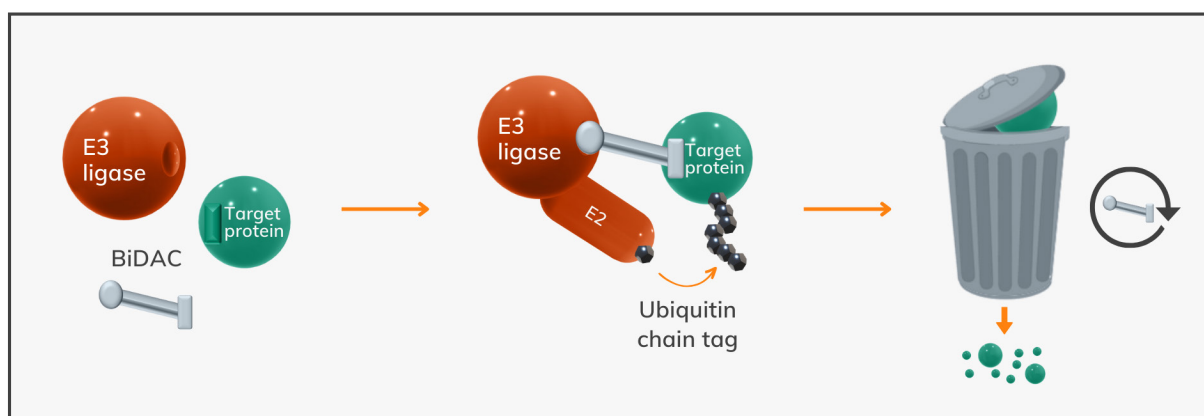 E3
ligase
Target
protein
BiDAC
E3
ligase
Target
protein
E2
Ubiquitin
chain tag